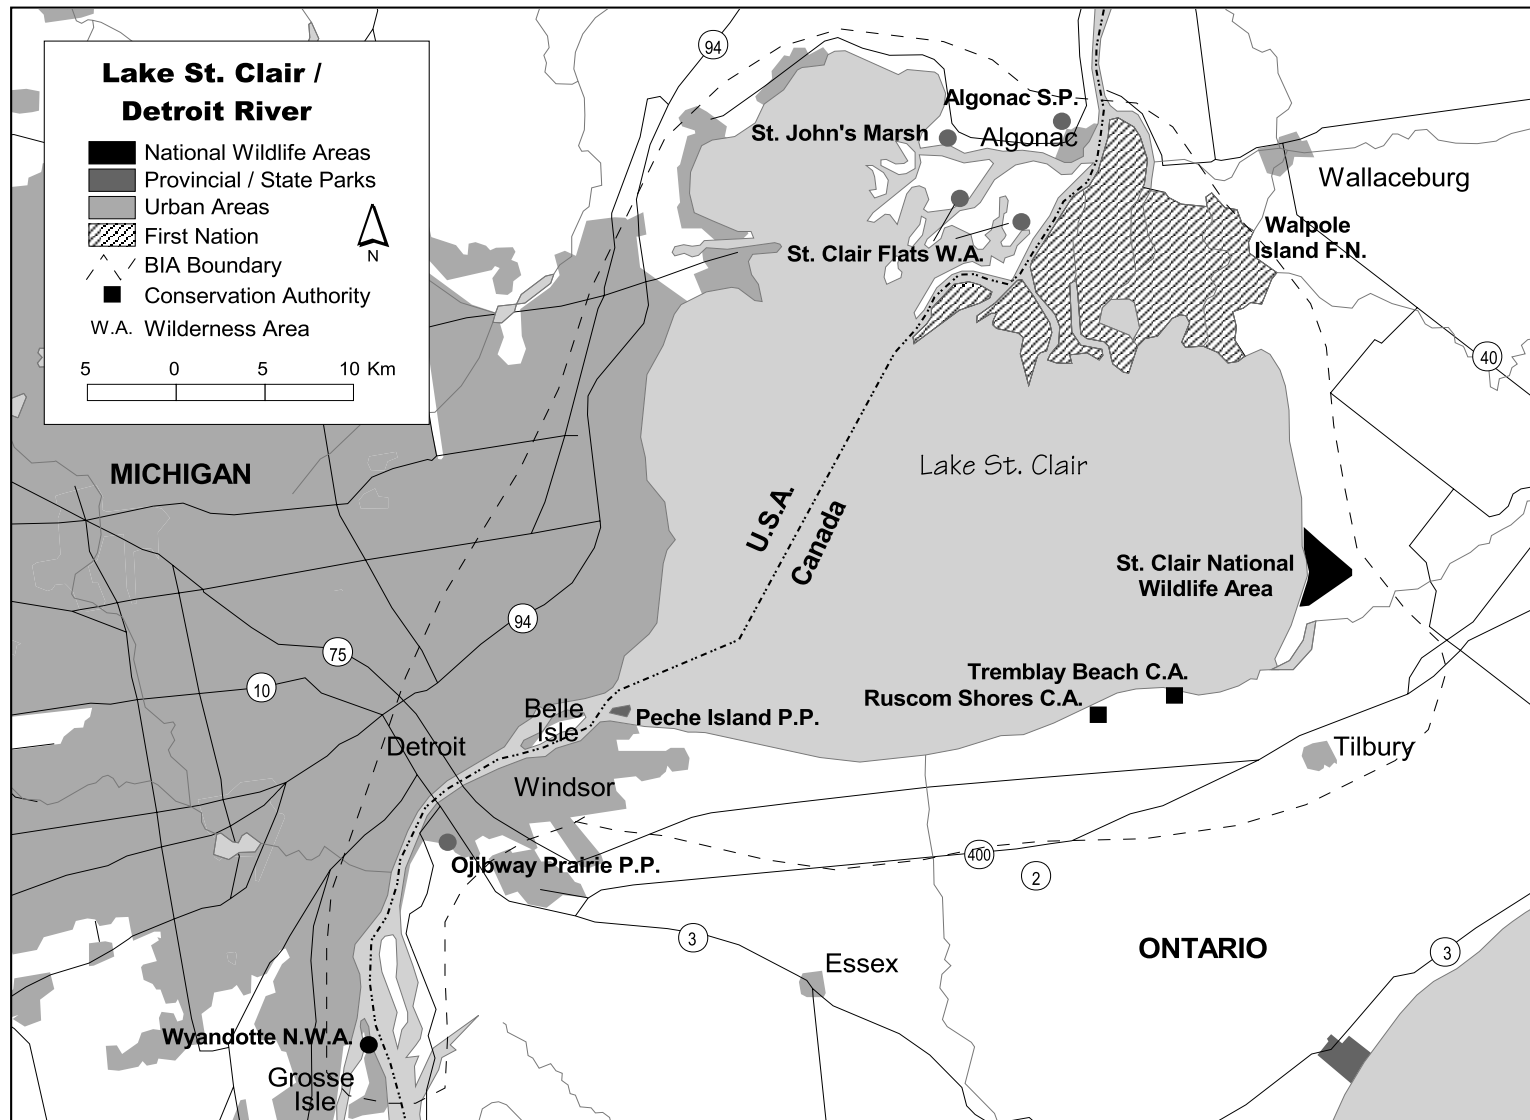 Lake St. Clair /
Detroit River
National Wildlife Areas
Provincial / State Parks
Urban Areas
First Nation
BIA Boundary
Conservation Authority
W.A. Wilderness Area
N
5 0 5 10 Km
94
Algonac S.P.
St. John's Marsh
Algonac
Wallaceburg
Walpole
Island F.N.
St. Clair Flats W.A.
40
MICHIGAN
Lake St. Clair
U.S.A.
Canada
St. Clair National
Wildlife Area
94
75
10
Tremblay Beach C.A.
Ruscom Shores C.A.
Belle
Isle
Peche Island P.P.
Detroit
Tilbury
Windsor
Ojibway Prairie P.P.
400
2
3
ONTARIO
3
Essex
Wyandotte N.W.A.
Grosse
Isle